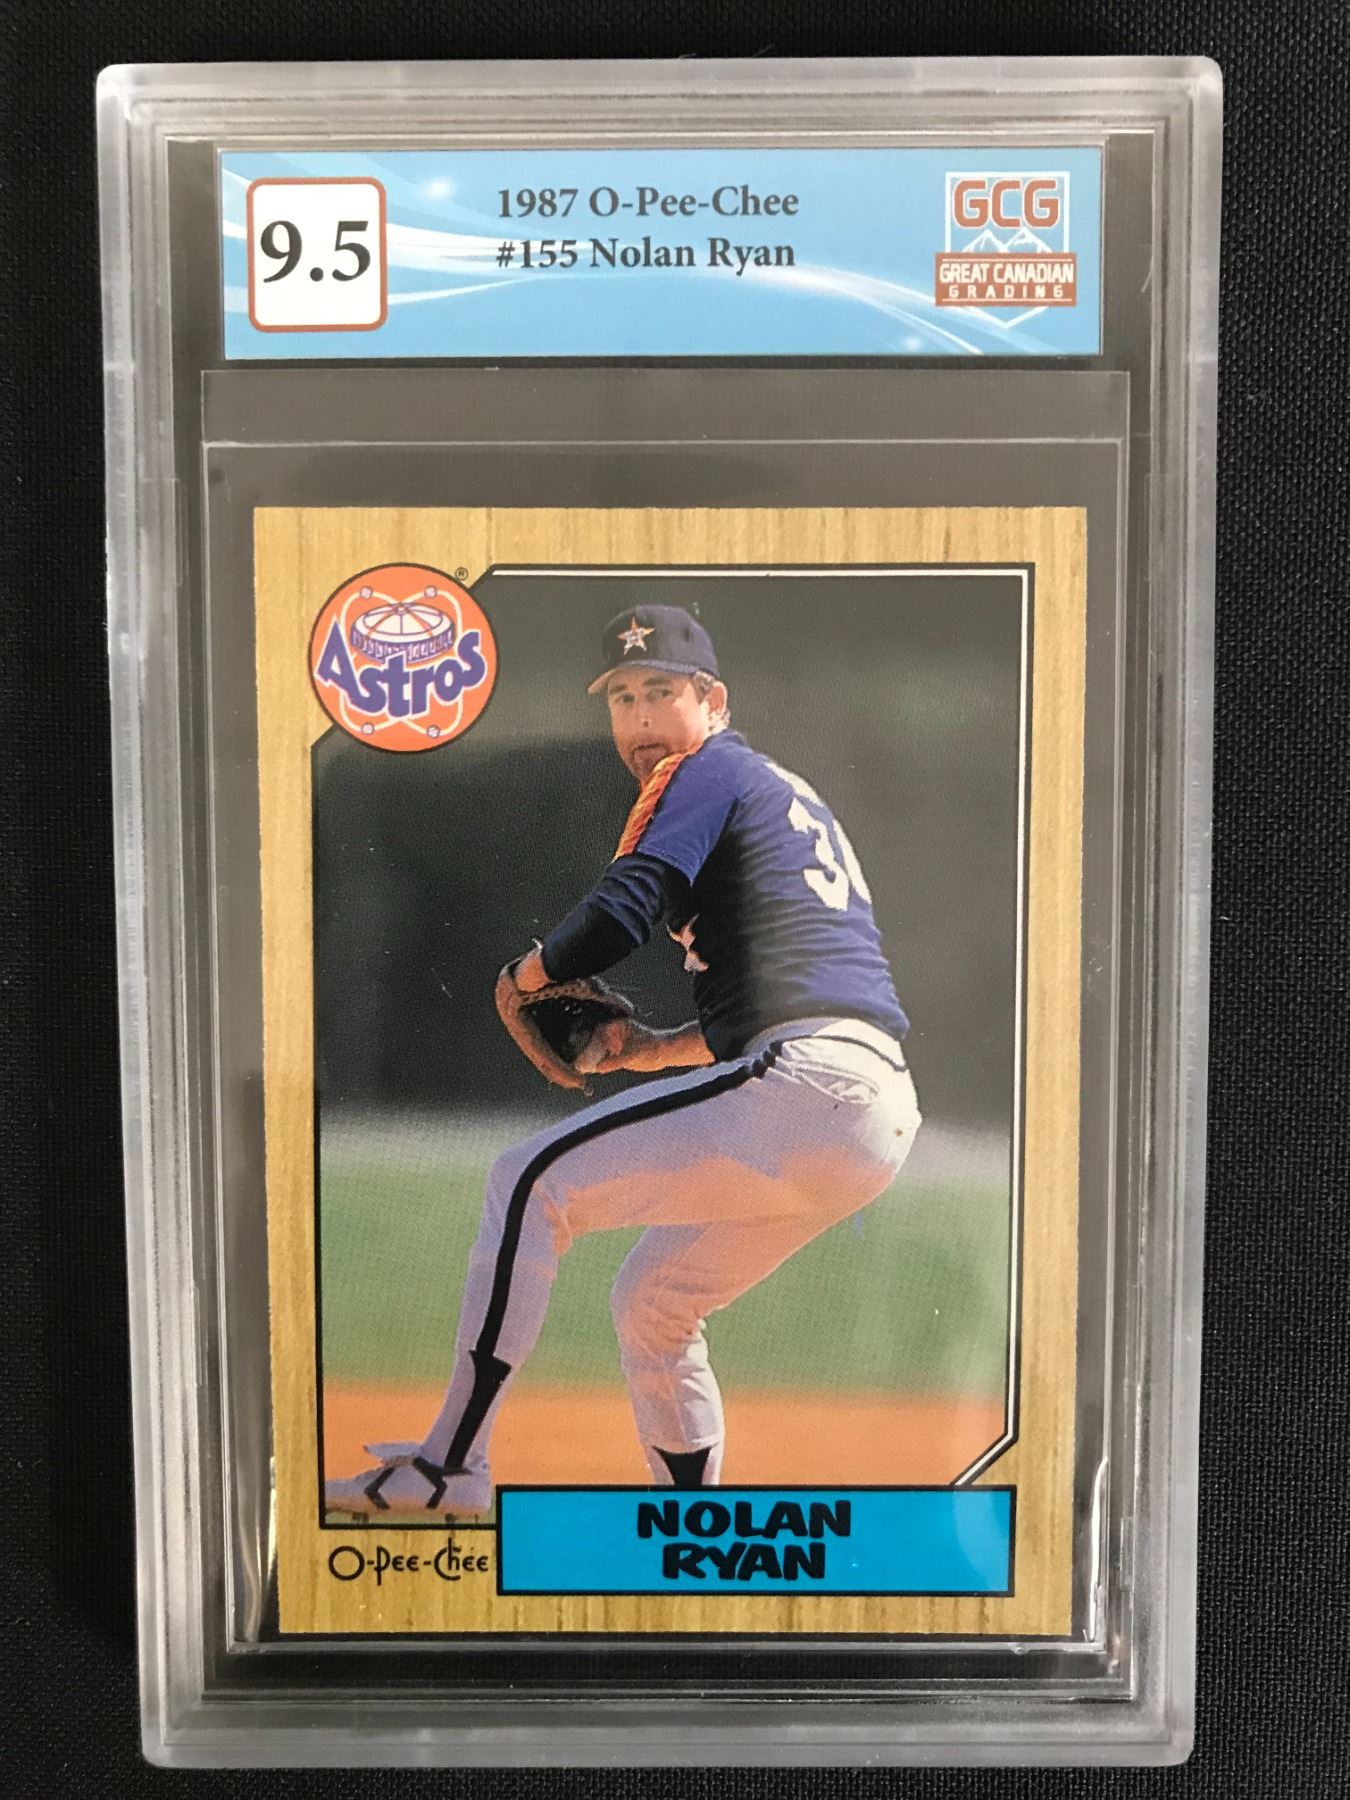 9.5
1987 O-Pee-Chee
#155 Nolan Ryan
GCG
GREAT CANADIAN
GRADING
Astros
®
O-Pee-Chee
NOLAN
RYAN